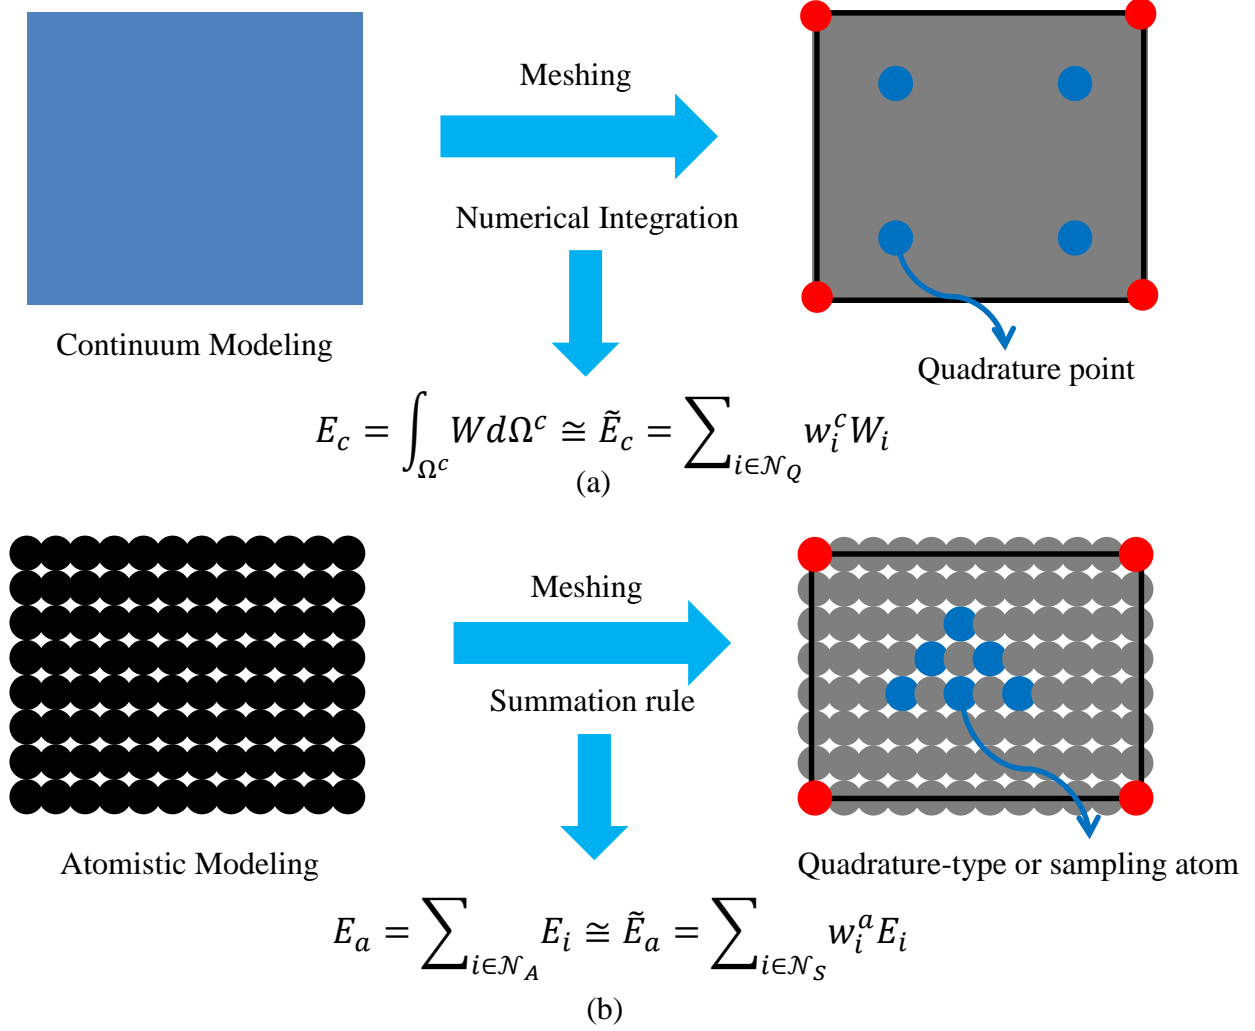 Meshing
Numerical Integration
Continuum Modeling
Quadrature point
E_c = ∫_{Ω^c} W dΩ^c ≅ Ẽ_c = ∑_{i∈𝒩_Q} w_i^c W_i
(a)
Meshing
Summation rule
Atomistic Modeling
Quadrature-type or sampling atom
E_a = ∑_{i∈𝒩_A} E_i ≅ Ẽ_a = ∑_{i∈𝒩_S} w_i^a E_i
(b)